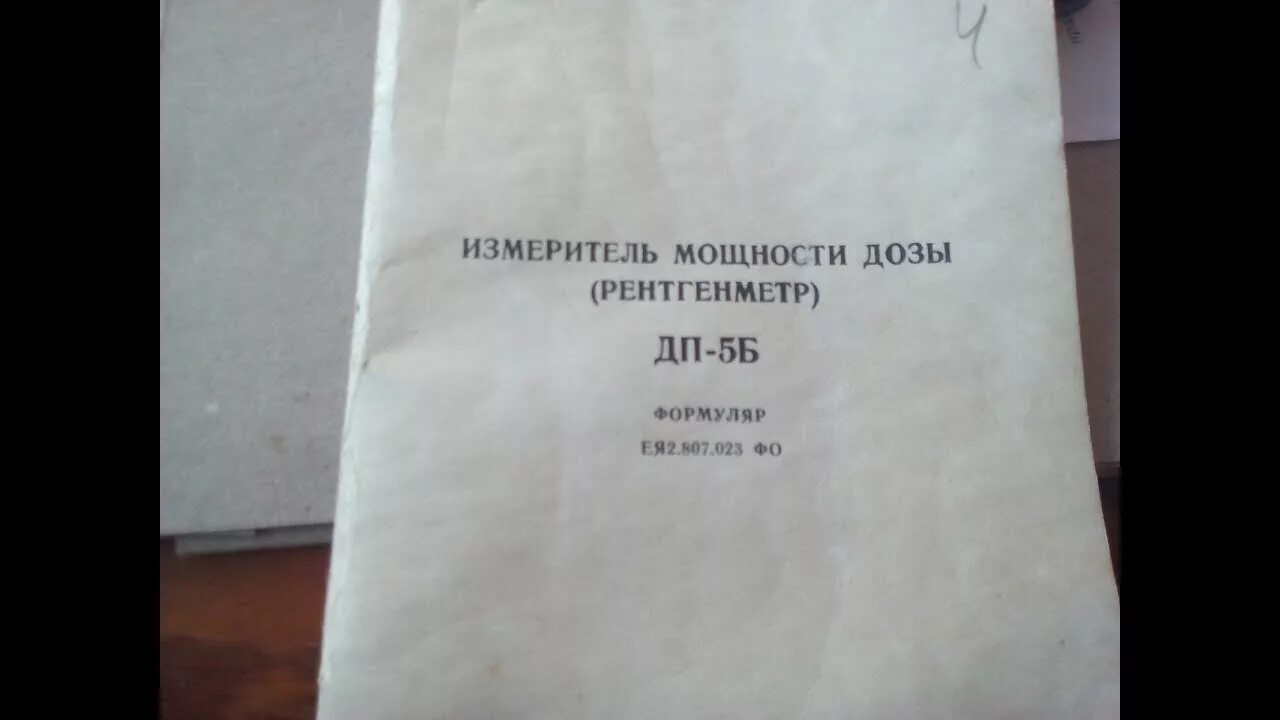 Ч
ИЗМЕРИТЕЛЬ МОЩНОСТИ ДОЗЫ
(РЕНТГЕНМЕТР)
ДП-5Б
ФОРМУЛЯР
ЕЯ2.807.023 ФО